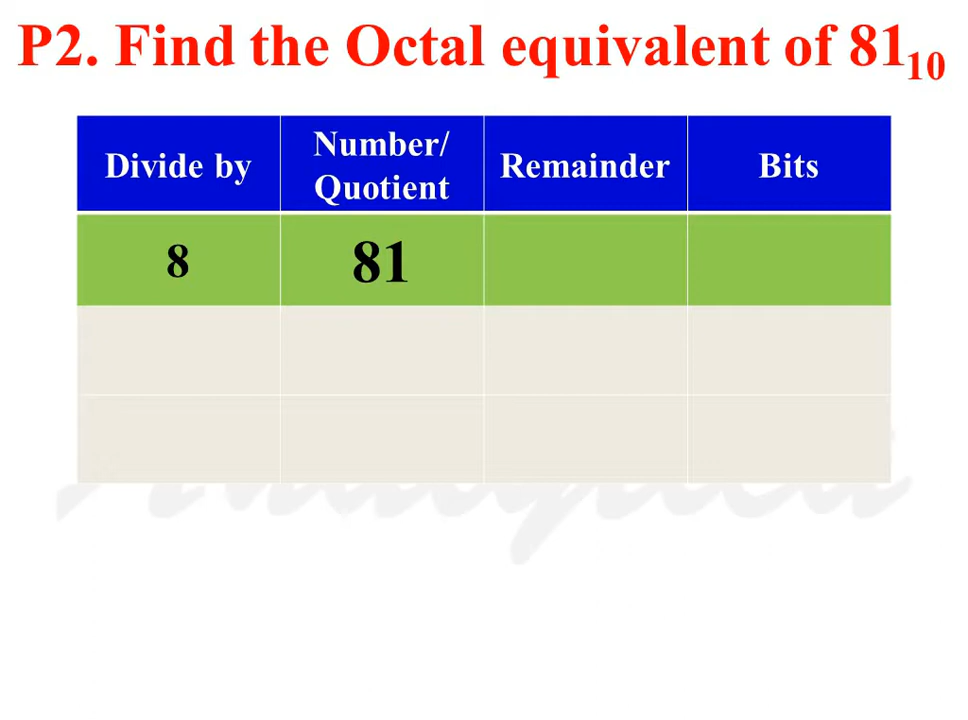 P2. Find the Octal equivalent of 81₁₀
Divide by
Number/
Quotient
Remainder
Bits
8
81